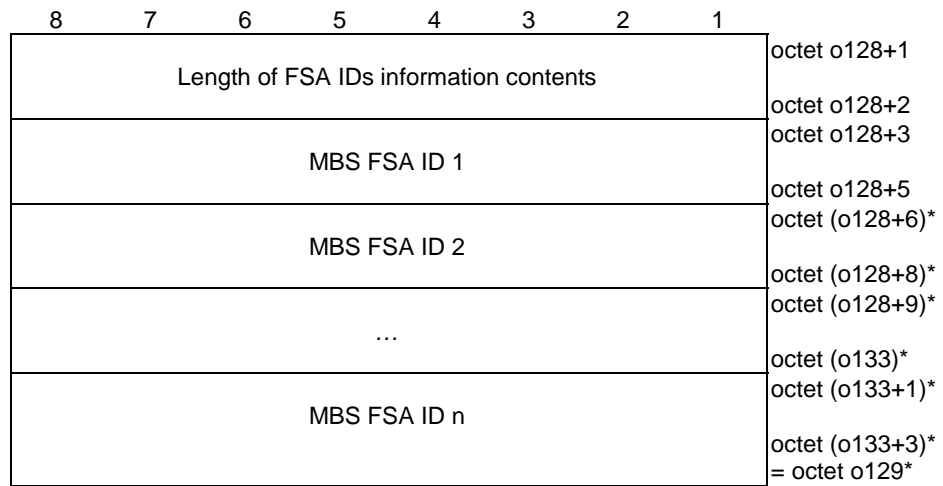 8 7 6 5 4 3 2 1
Length of FSA IDs information contents
octet o128+1
octet o128+2
MBS FSA ID 1
octet o128+3
octet o128+5
MBS FSA ID 2
octet (o128+6)*
octet (o128+8)*
…
octet (o128+9)*
octet (o133)*
MBS FSA ID n
octet (o133+1)*
octet (o133+3)*
= octet o129*